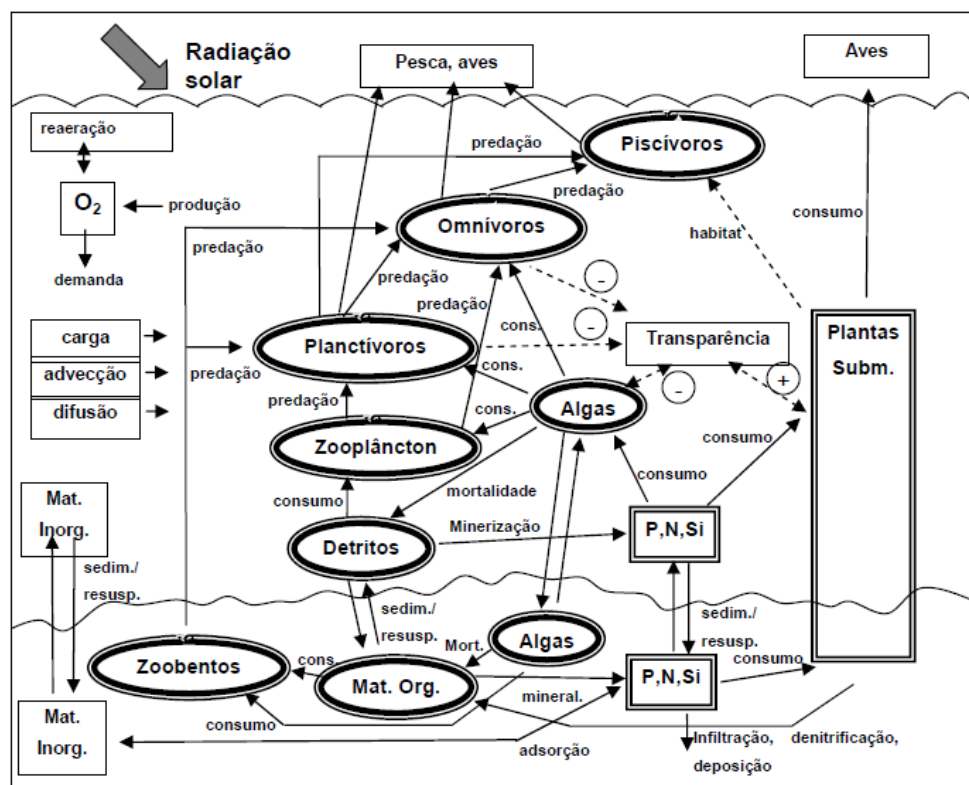 Radiação
solar
Pesca, aves
Aves
reaeração
predação
Piscívoros
O₂
produção
predação
consumo
Omnívoros
habitat
predação
demanda
predação
predação
-
-
cons.
carga
Planctívoros
Transparência
Plantas
Subm.
advecção
predação
cons.
-
+
difusão
predação
cons.
Algas
Zooplâncton
consumo
Mat.
Inorg.
consumo
mortalidade
consumo
Minerização
P,N,Si
Detritos
sedim./
resusp.
sedim./
resusp.
sedim./
resusp.
Algas
Mort.
Zoobentos
cons.
Mat. Org.
P,N,Si
consumo
mineral.
Mat.
Inorg.
consumo
adsorção
Infiltração,
deposição
denitrificação,